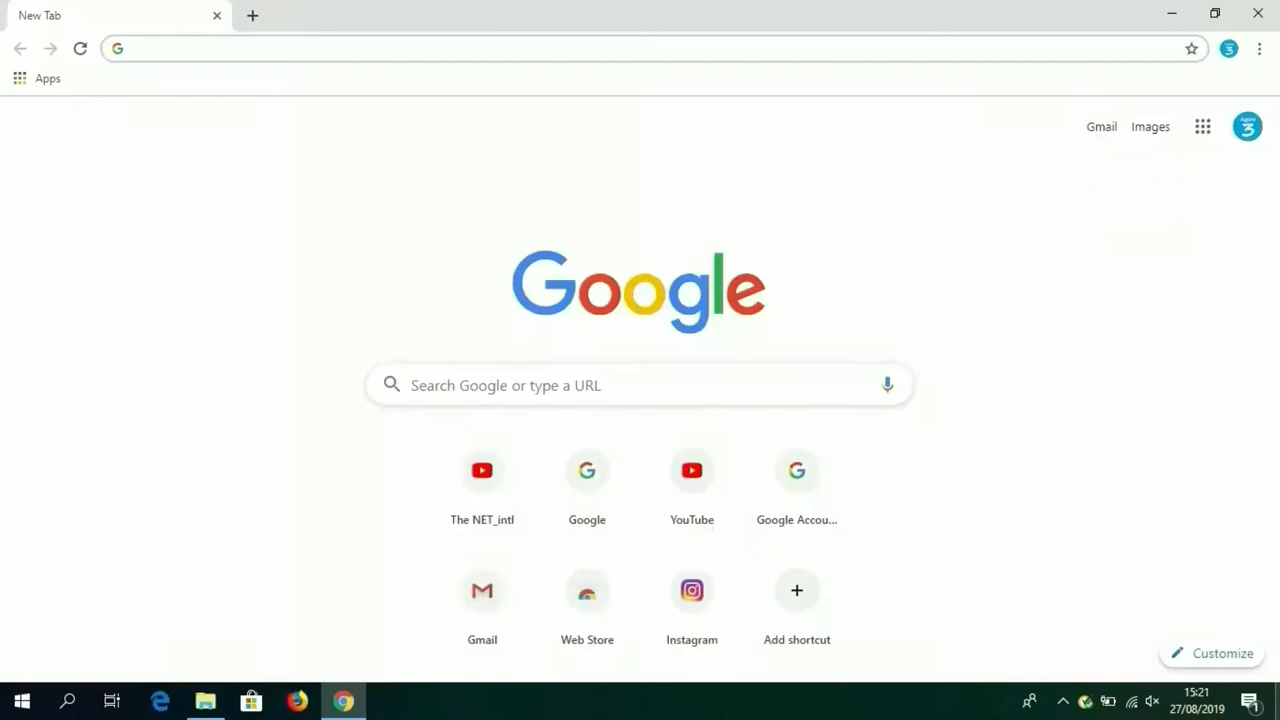 New Tab
Apps
Gmail Images
Google
Search Google or type a URL
The NET_intl Google YouTube Google Accou...
Gmail Web Store Instagram Add shortcut
Customize
15:21
27/08/2019